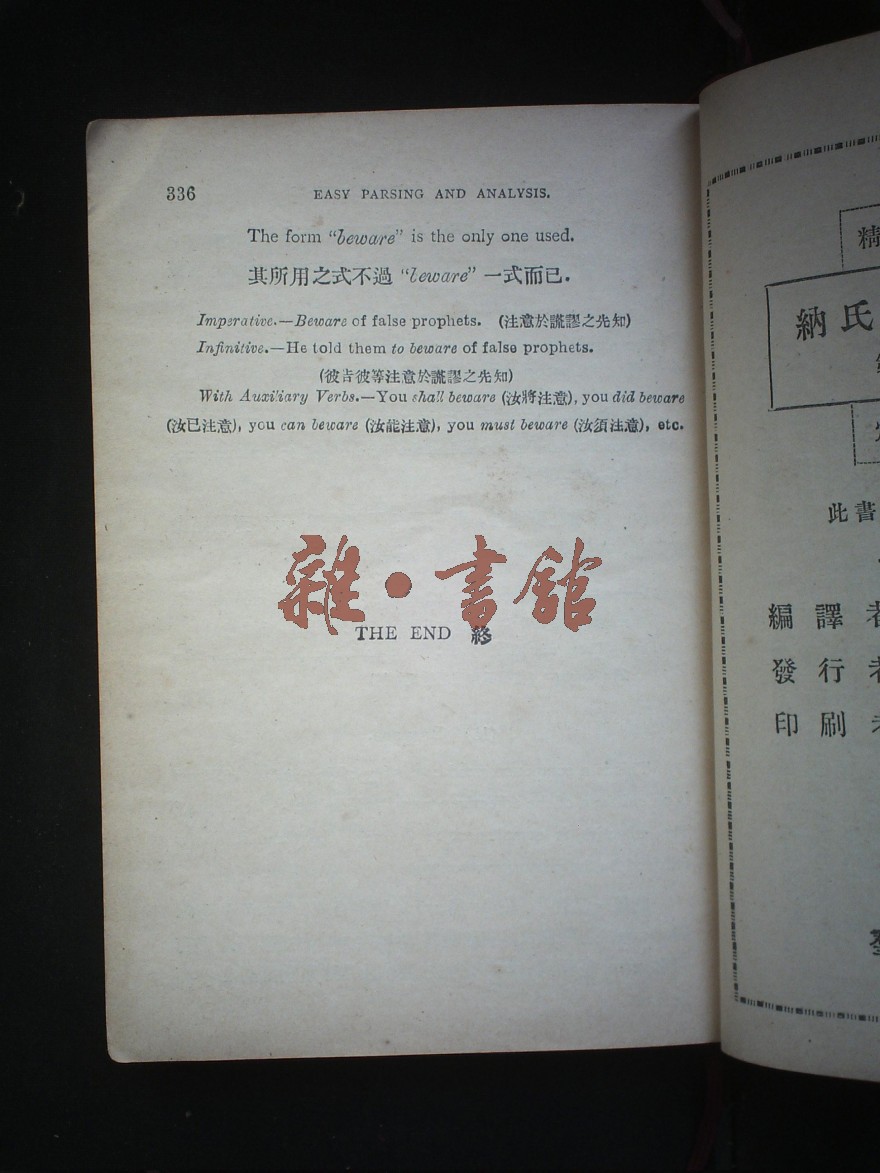 336 EASY PARSING AND ANALYSIS.
The form "beware" is the only one used.
其所用之式不過 "beware" 一式而已.
Imperative.—Beware of false prophets. (注意於謊謬之先知)
Infinitive.—He told them to beware of false prophets.
(彼吿彼等注意於謊謬之先知)
With Auxiliary Verbs.—You shall beware (汝將注意), you did beware
(汝已注意), you can beware (汝能注意), you must beware (汝須注意), etc.
雜·書館
THE END 終
精
納氏
此書
編譯者
發行者
印刷